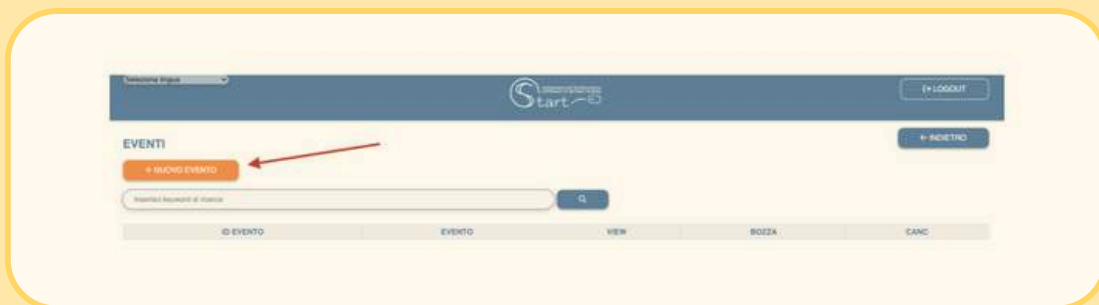 Seleziona lingua
Start
LOGOUT
EVENTI
← INDIETRO
+ NUOVO EVENTO
Inserisci keyword di ricerca
ID EVENTO EVENTO VIEW BOZZA CANC